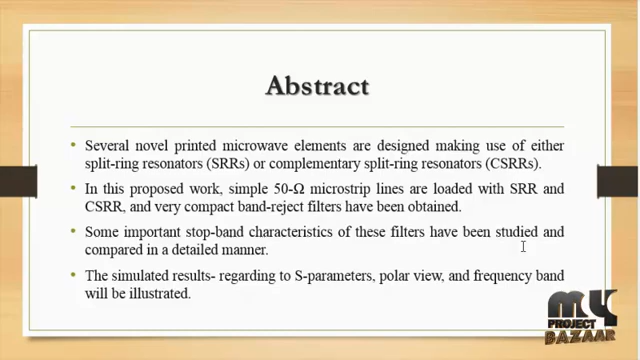 Abstract
• Several novel printed microwave elements are designed making use of either
split-ring resonators (SRRs) or complementary split-ring resonators (CSRRs).
• In this proposed work, simple 50-Ω microstrip lines are loaded with SRR and
CSRR, and very compact band-reject filters have been obtained.
• Some important stop-band characteristics of these filters have been studied and
compared in a detailed manner.
• The simulated results- regarding to S-parameters, polar view, and frequency band
will be illustrated.
MY
PROJECT
BAZAAR